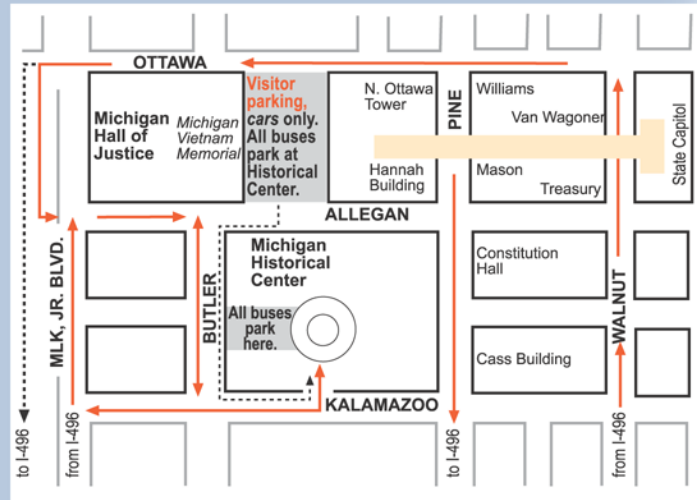 OTTAWA
Michigan
Hall of
Justice
Michigan
Vietnam
Memorial
Visitor
parking,
cars only.
All buses
park at
Historical
Center.
N. Ottawa
Tower
Hannah
Building
PINE
Williams
Van Wagoner
Mason
Treasury
State Capitol
ALLEGAN
MLK, JR. BLVD.
BUTLER
Michigan
Historical
Center
All buses
park
here.
Constitution
Hall
Cass Building
WALNUT
KALAMAZOO
to I-496
from I-496
to I-496
from I-496